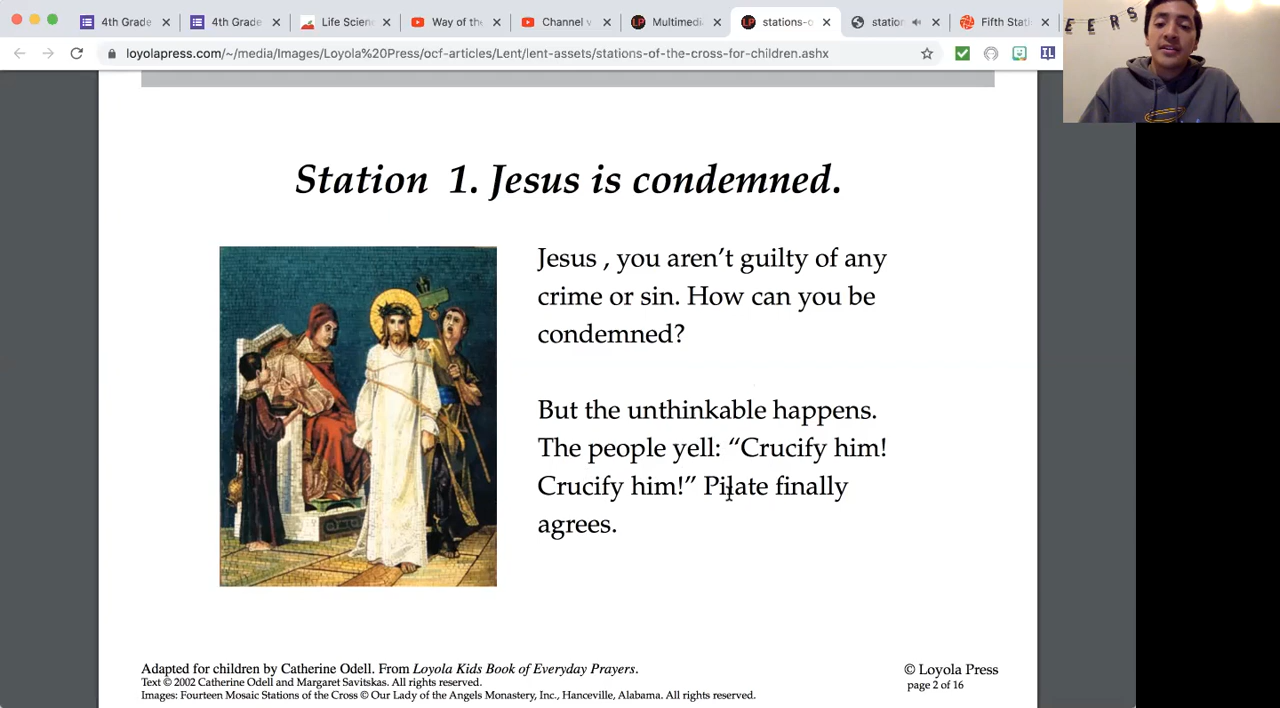 4th Grade
4th Grade
Life Scienc
Way of the
Channel v
Multimedi
stations-o
station
Fifth Stati
loyolapress.com/~/media/Images/Loyola%20Press/ocf-articles/Lent/lent-assets/stations-of-the-cross-for-children.ashx
IL
E E R S
Station 1. Jesus is condemned.
Jesus , you aren’t guilty of any
crime or sin. How can you be
condemned?
But the unthinkable happens.
The people yell: “Crucify him!
Crucify him!” Pilate finally
agrees.
Adapted for children by Catherine Odell. From Loyola Kids Book of Everyday Prayers.
Text © 2002 Catherine Odell and Margaret Savitskas. All rights reserved.
Images: Fourteen Mosaic Stations of the Cross © Our Lady of the Angels Monastery, Inc., Hanceville, Alabama. All rights reserved.
© Loyola Press
page 2 of 16